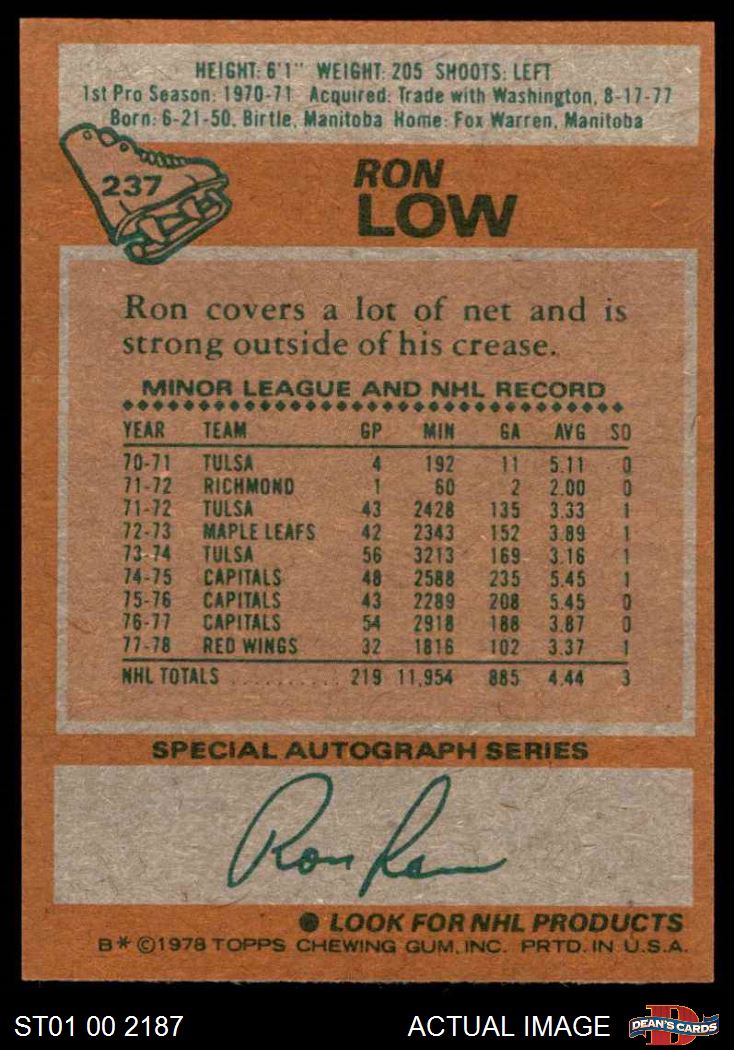 HEIGHT: 6'1" WEIGHT: 205 SHOOTS: LEFT
1st Pro Season: 1970-71 Acquired: Trade with Washington, 8-17-77
Born: 6-21-50, Birtle, Manitoba Home: Fox Warren, Manitoba
237
RON
LOW
Ron covers a lot of net and is
strong outside of his crease.
MINOR LEAGUE AND NHL RECORD
YEAR TEAM GP MIN GA AVG SO
70-71 TULSA 4 192 11 5.11 0
71-72 RICHMOND 1 60 2 2.00 0
71-72 TULSA 43 2428 135 3.33 1
72-73 MAPLE LEAFS 42 2343 152 3.89 1
73-74 TULSA 56 3213 169 3.16 1
74-75 CAPITALS 48 2588 235 5.45 1
75-76 CAPITALS 43 2289 208 5.45 0
76-77 CAPITALS 54 2918 188 3.87 0
77-78 RED WINGS 32 1816 102 3.37 1
NHL TOTALS .......... 219 11,954 885 4.44 3
SPECIAL AUTOGRAPH SERIES
Ron Low
● LOOK FOR NHL PRODUCTS
B* ©1978 TOPPS CHEWING GUM, INC. PRTD. IN U.S.A.
ST01 00 2187 ACTUAL IMAGE DEAN'S CARDS